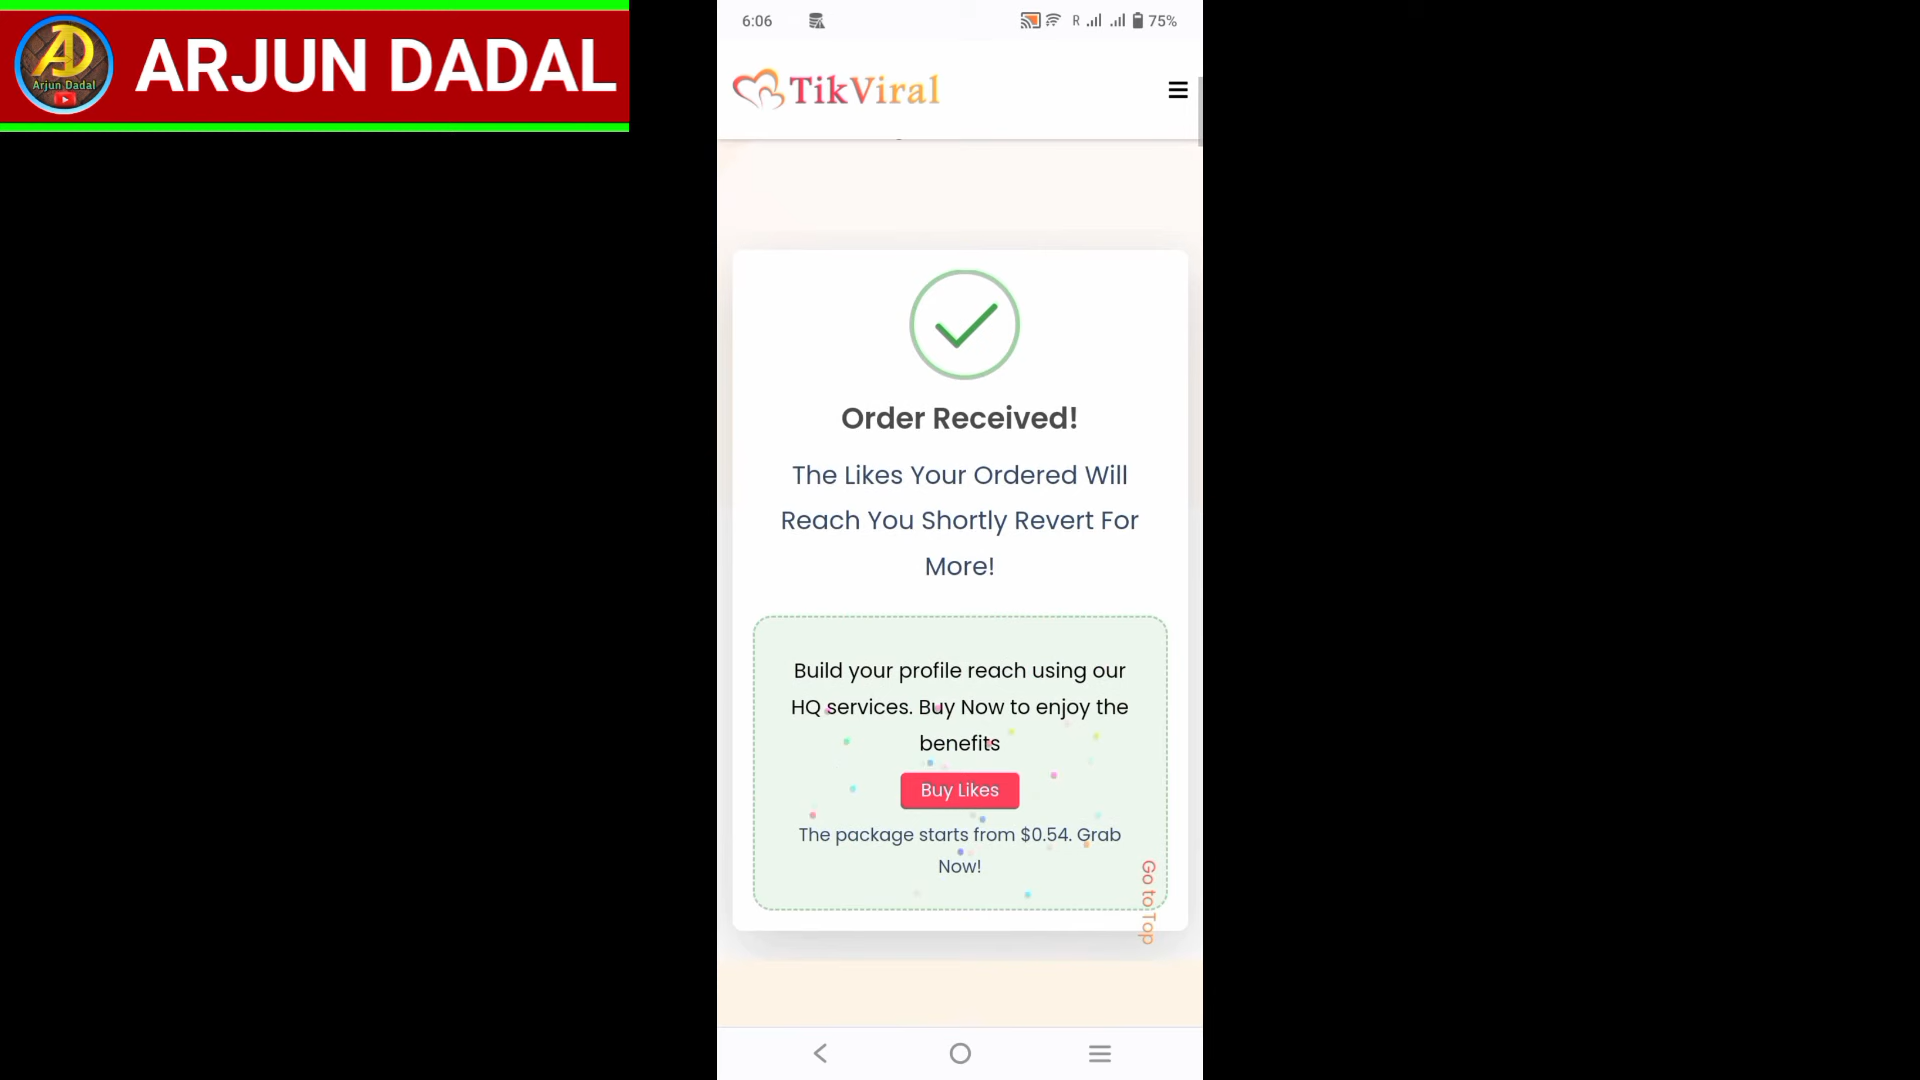 AD
Arjun Dadal
ARJUN DADAL
6:06
R
75%
TikViral
Order Received!
The Likes Your Ordered Will
Reach You Shortly Revert For
More!
Build your profile reach using our
HQ services. Buy Now to enjoy the
benefits
Buy Likes
The package starts from $0.54. Grab
Now!
Go to Top